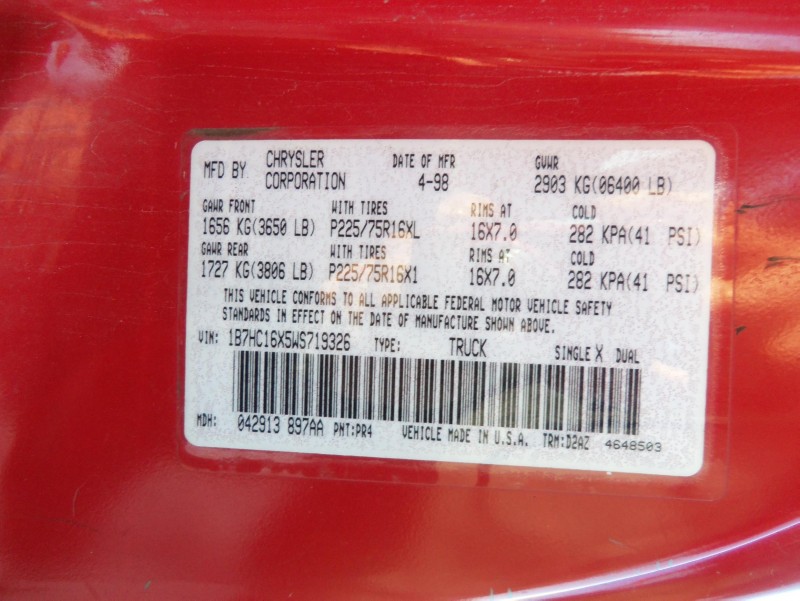 MFD BY CHRYSLER CORPORATION DATE OF MFR 4-98 GVWR 2903 KG(06400 LB)
GAWR FRONT WITH TIRES RIMS AT COLD
1656 KG(3650 LB) P225/75R16XL 16X7.0 282 KPA(41 PSI)
GAWR REAR WITH TIRES RIMS AT COLD
1727 KG(3806 LB) P225/75R16X1 16X7.0 282 KPA(41 PSI)
THIS VEHICLE CONFORMS TO ALL APPLICABLE FEDERAL MOTOR VEHICLE SAFETY
STANDARDS IN EFFECT ON THE DATE OF MANUFACTURE SHOWN ABOVE.
VIN: 1B7HC16X5WS719326 TYPE: TRUCK SINGLE X DUAL
MDH: 042913 897AA PNT:PR4 VEHICLE MADE IN U.S.A. TRM:D2AZ 4648503